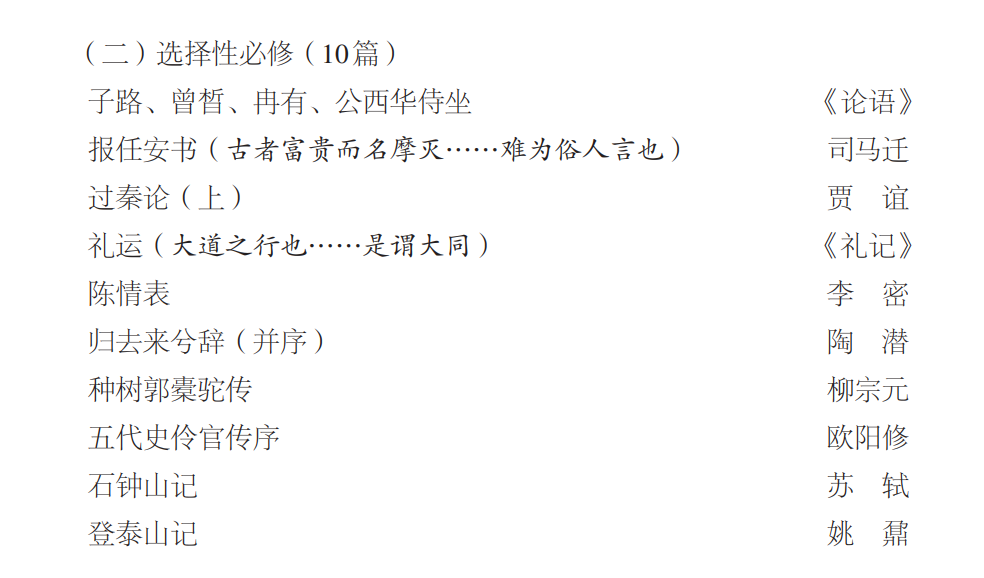 （二）选择性必修（10篇）
子路、曾皙、冉有、公西华侍坐 《论语》
报任安书（古者富贵而名摩灭……难为俗人言也） 司马迁
过秦论（上） 贾　谊
礼运（大道之行也……是谓大同） 《礼记》
陈情表 李　密
归去来兮辞（并序） 陶　潜
种树郭橐驼传 柳宗元
五代史伶官传序 欧阳修
石钟山记 苏　轼
登泰山记 姚　鼐